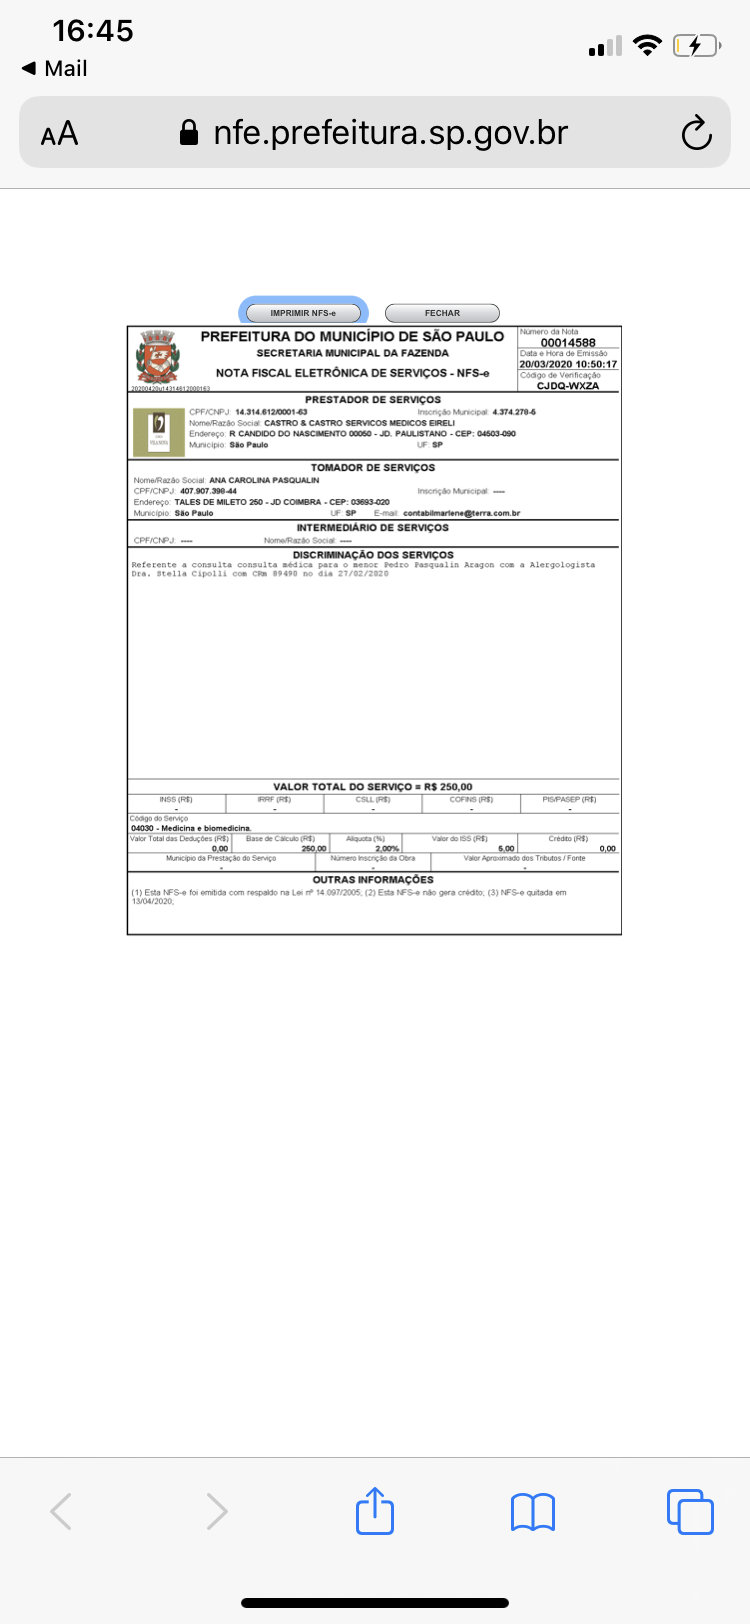 16:45
Mail
AA nfe.prefeitura.sp.gov.br
IMPRIMIR NFS-e FECHAR
PREFEITURA DO MUNICÍPIO DE SÃO PAULO
SECRETARIA MUNICIPAL DA FAZENDA
NOTA FISCAL ELETRÔNICA DE SERVIÇOS - NFS-e
20200420u14314612000163
Número da Nota
00014588
Data e Hora de Emissão
20/03/2020 10:50:17
Código de Verificação
CJDQ-WXZA
PRESTADOR DE SERVIÇOS
CPF/CNPJ: 14.314.612/0001-63 Inscrição Municipal: 4.374.278-6
Nome/Razão Social: CASTRO & CASTRO SERVICOS MEDICOS EIRELI
Endereço: R CANDIDO DO NASCIMENTO 00050 - JD. PAULISTANO - CEP: 04503-090
Município: São Paulo UF: SP
TOMADOR DE SERVIÇOS
Nome/Razão Social: ANA CAROLINA PASQUALIN
CPF/CNPJ: 407.907.398-44 Inscrição Municipal: ----
Endereço: TALES DE MILETO 250 - JD COIMBRA - CEP: 03693-020
Município: São Paulo UF: SP E-mail: contabilmarlene@terra.com.br
INTERMEDIÁRIO DE SERVIÇOS
CPF/CNPJ: ---- Nome/Razão Social: ----
DISCRIMINAÇÃO DOS SERVIÇOS
Referente a consulta consulta médica para o menor Pedro Pasqualin Aragon com a Alergologista
Dra. Stella Cipolli com CRm 89490 no dia 27/02/2020
VALOR TOTAL DO SERVIÇO = R$ 250,00
INSS (R$) IRRF (R$) CSLL (R$) COFINS (R$) PIS/PASEP (R$)
- - - - -
Código do Serviço
04030 - Medicina e biomedicina.
Valor Total das Deduções (R$) Base de Cálculo (R$) Alíquota (%) Valor do ISS (R$) Crédito (R$)
0,00 250,00 2,00% 5,00 0,00
Município da Prestação do Serviço Número Inscrição da Obra Valor Aproximado dos Tributos / Fonte
- - -
OUTRAS INFORMAÇÕES
(1) Esta NFS-e foi emitida com respaldo na Lei nº 14.097/2005; (2) Esta NFS-e não gera crédito; (3) NFS-e quitada em
13/04/2020;